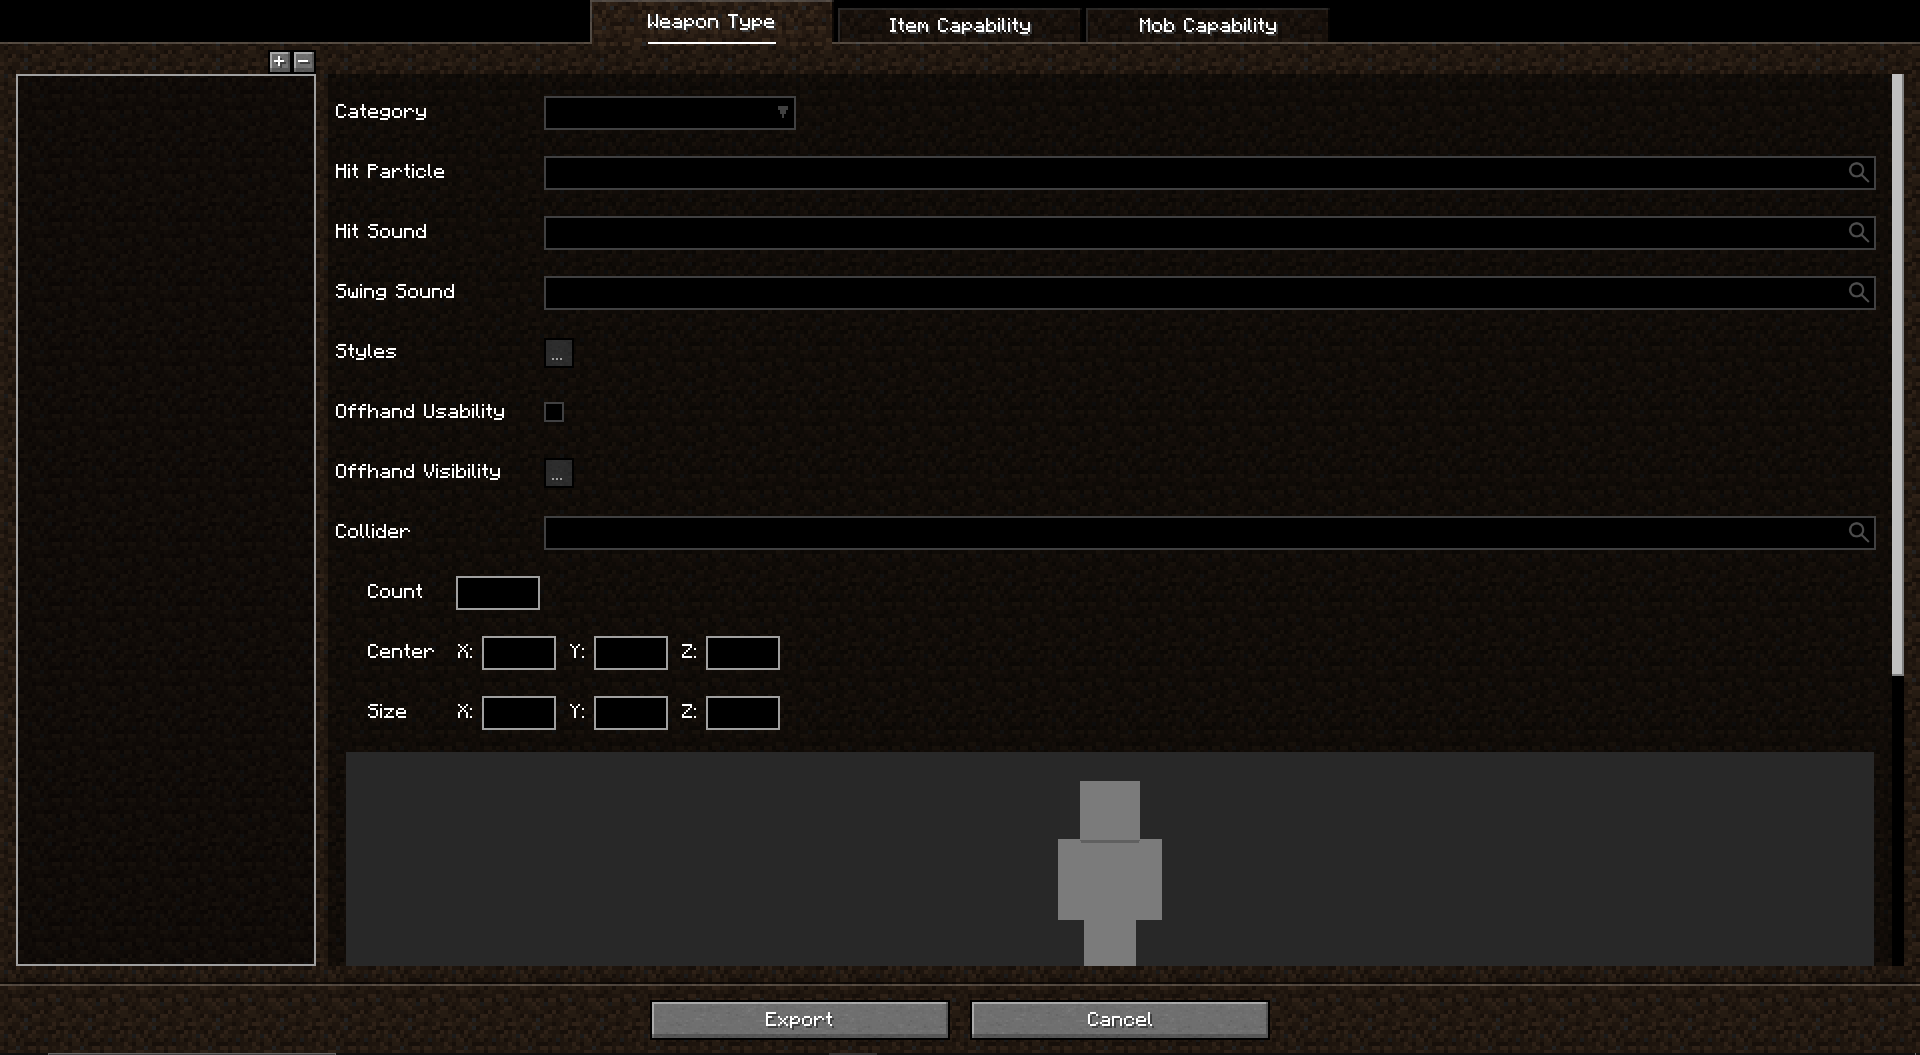 Weapon Type
Item Capability
Mob Capability
+ −
Category
Hit Particle
Hit Sound
Swing Sound
Styles ...
Offhand Usability
Offhand Visibility ...
Collider
Count
Center X: Y: Z:
Size X: Y: Z:
Export
Cancel